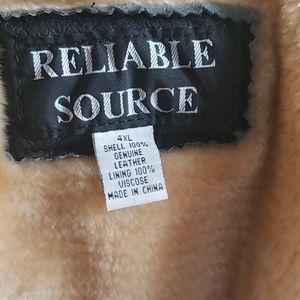 RELIABLE
SOURCE
4XL
SHELL 100%
GENUINE
LEATHER
LINING 100%
VISCOSE
MADE IN CHINA